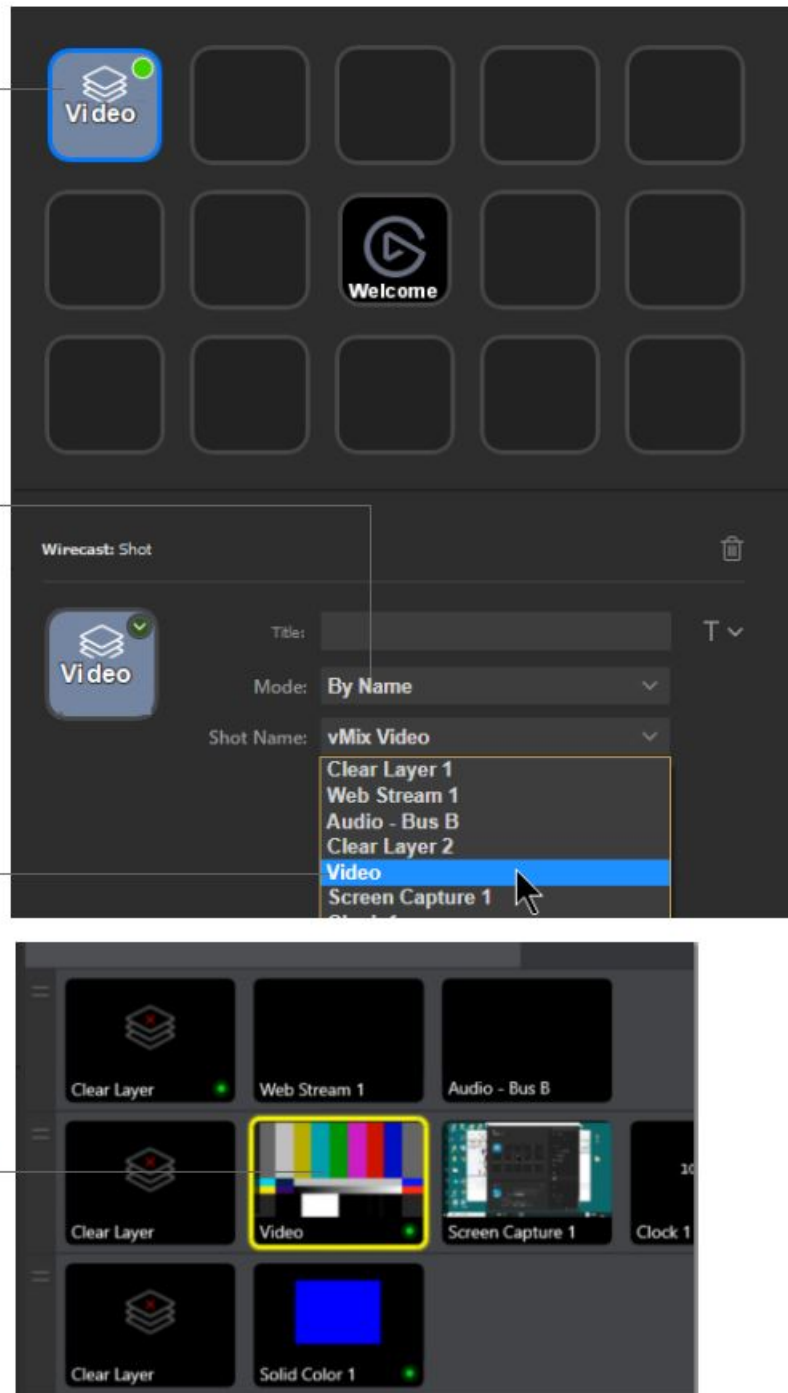 Video
Welcome
Wirecast: Shot
Title:
T
Video
Mode: By Name
Shot Name: vMix Video
Clear Layer 1
Web Stream 1
Audio - Bus B
Clear Layer 2
Video
Screen Capture 1
Clear Layer
Web Stream 1
Audio - Bus B
Clear Layer
Video
Screen Capture 1
Clock 1
10
Clear Layer
Solid Color 1